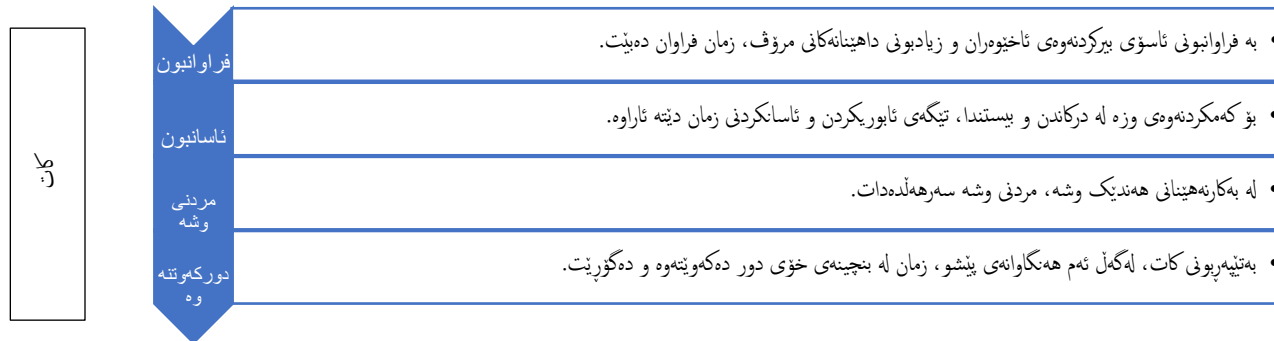 کات
فراوانبون
• بە فراوانبونی ئاسۆی بیرکردنەوەی ئاخێوەران و زیادبونی داهێنانەکانی مرۆڤ، زمان فراوان دەبێت.
ئاسانبون
• بۆ کەمکردنەوەی وزە لە درکاندن و بیستندا، تێگەی ئابوریکردن و ئاسانکردنی زمان دێتە ئاراوە.
مردنی
وشە
• لە بەکارنەهێنانی هەندێک وشە، مردنی وشە سەرهەڵدەدات.
دورکەوتنە
وە
• بەتێپەڕبونی کات، لەگەڵ ئەم هەنگاوانەی پێشو، زمان لە بنچینەی خۆی دور دەکەوێتەوە و دەگۆڕێت.